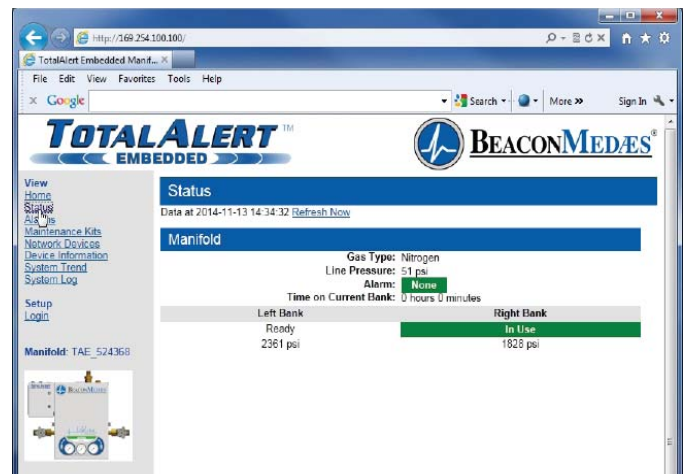 http://169.254.100.100/
TotalAlert Embedded Manif...
File Edit View Favorites Tools Help
x Google Search More » Sign In
TOTALALERT™
EMBEDDED
BEACONMEDÆS®
View
Home
Status
Alarms
Maintenance Kits
Network Devices
Device Information
System Trend
System Log
Setup
Login
Manifold: TAE_524368
Status
Data at 2014-11-13 14:34:32 Refresh Now
Manifold
Gas Type: Nitrogen
Line Pressure: 51 psi
Alarm: None
Time on Current Bank: 0 hours 0 minutes
Left Bank Right Bank
Ready In Use
2361 psi 1828 psi
BeaconMedæs